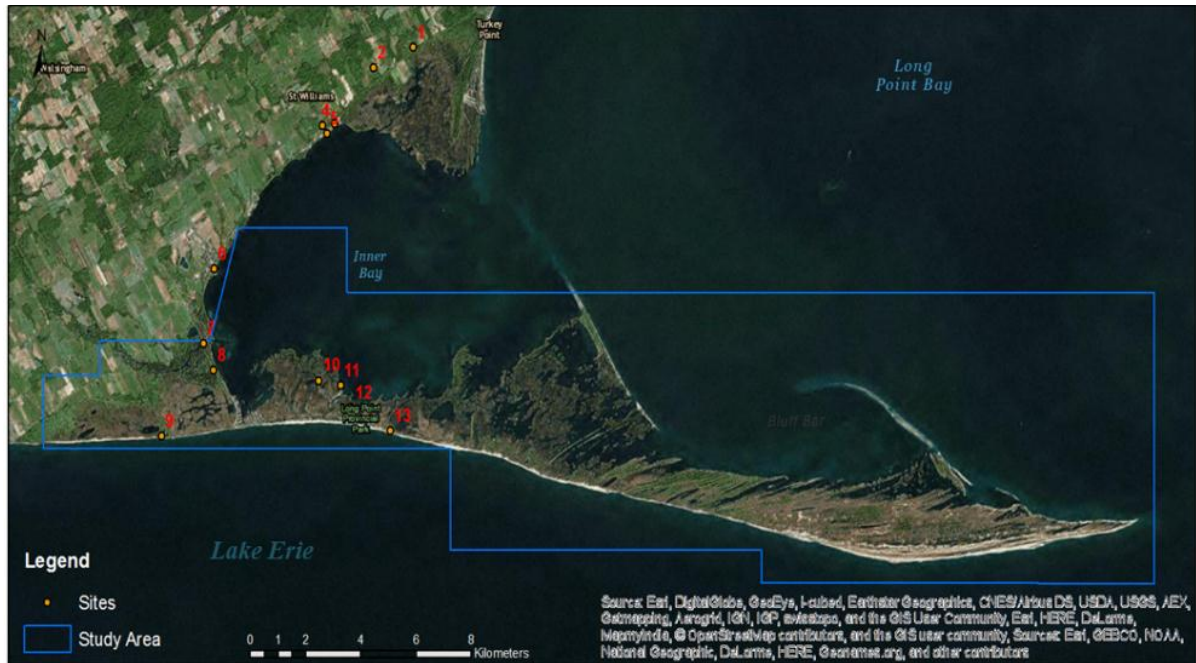 Turkey
Point
N
Walsingham
1
2
Long
Point Bay
St Williams
4
5
6
Inner
Bay
7
8
10
11
12
Long Point
Provincial
Park
13
9
Bluff Bar
Lake Erie
Legend
Sites
Study Area
0 1 2 4 6 8
Kilometers
Source: Esri, DigitalGlobe, GeoEye, i-cubed, Earthstar Geographics, CNES/Airbus DS, USDA, USGS, AEX,
Getmapping, Aerogrid, IGN, IGP, swisstopo, and the GIS User Community, Esri, HERE, DeLorme,
MapmyIndia, © OpenStreetMap contributors, and the GIS user community, Sources: Esri, GEBCO, NOAA,
National Geographic, DeLorme, HERE, Geonames.org, and other contributors